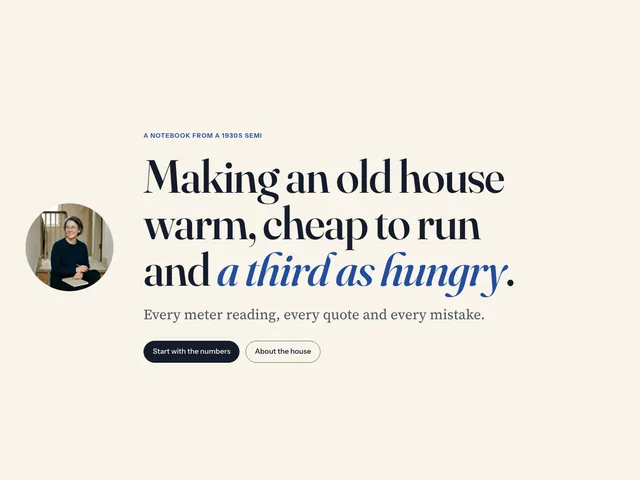 A NOTEBOOK FROM A 1930S SEMI
Making an old house
warm, cheap to run
and a third as hungry.
Every meter reading, every quote and every mistake.
Start with the numbers
About the house